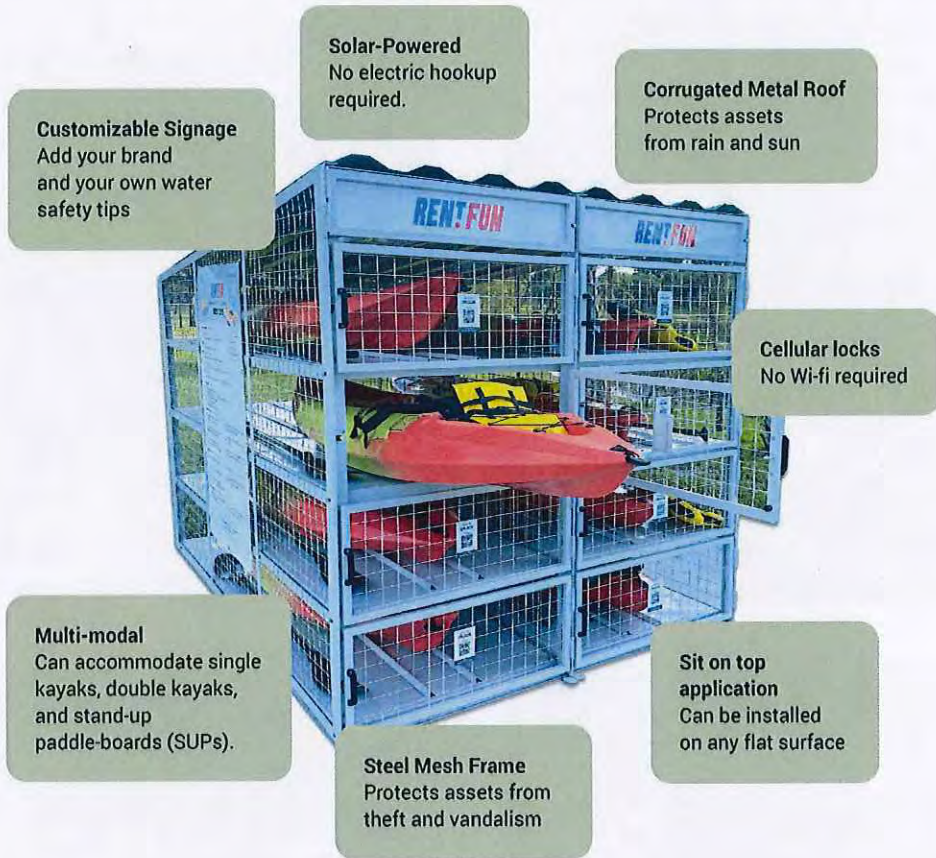 Solar-Powered
No electric hookup
required.
Corrugated Metal Roof
Protects assets
from rain and sun
Customizable Signage
Add your brand
and your own water
safety tips
RENT.FUN
RENT.FUN
Cellular locks
No Wi-fi required
Multi-modal
Can accommodate single
kayaks, double kayaks,
and stand-up
paddle-boards (SUPs).
Sit on top
application
Can be installed
on any flat surface
Steel Mesh Frame
Protects assets from
theft and vandalism